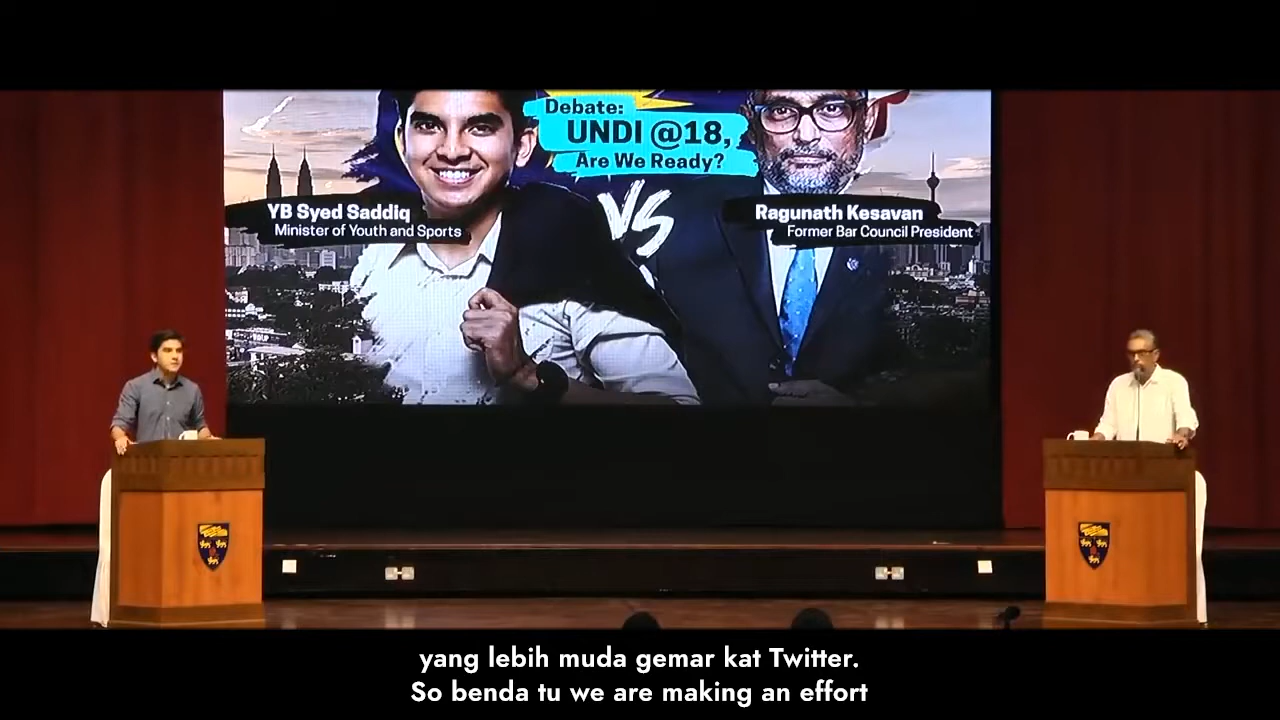 Debate:
UNDI @18,
Are We Ready?
VS
YB Syed Saddiq
Minister of Youth and Sports
Ragunath Kesavan
Former Bar Council President
yang lebih muda gemar kat Twitter.
So benda tu we are making an effort